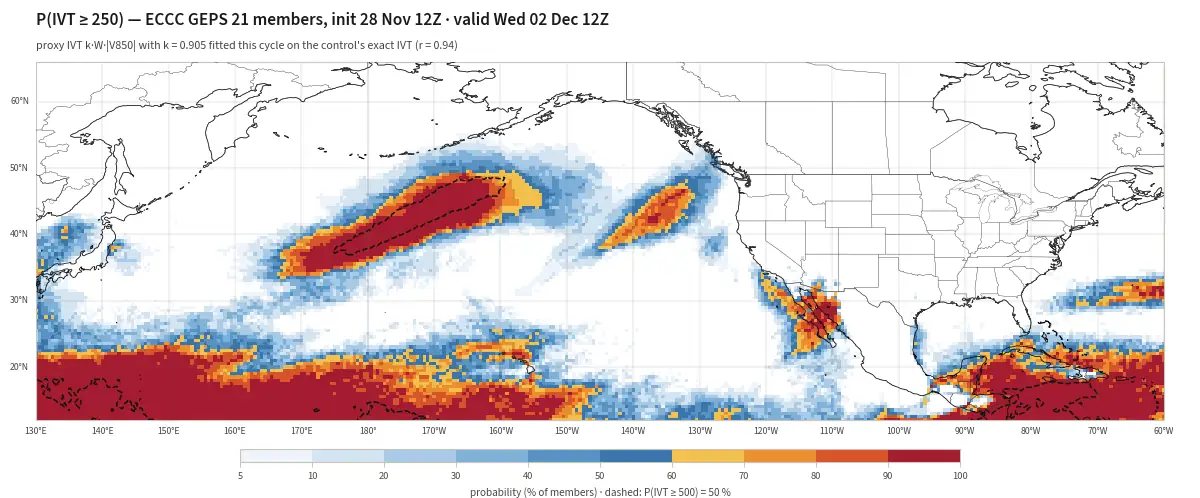 P(IVT ≥ 250) — ECCC GEPS 21 members, init 28 Nov 12Z · valid Wed 02 Dec 12Z
proxy IVT k·W·|V850| with k = 0.905 fitted this cycle on the control's exact IVT (r = 0.94)
60°N
50°N
40°N
30°N
20°N
130°E 140°E 150°E 160°E 180° 170°W 160°W 150°W 140°W 130°W 120°W 110°W 100°W 90°W 80°W 70°W 60°W
5 10 20 30 40 50 60 70 80 90 100
probability (% of members) · dashed: P(IVT ≥ 500) = 50 %